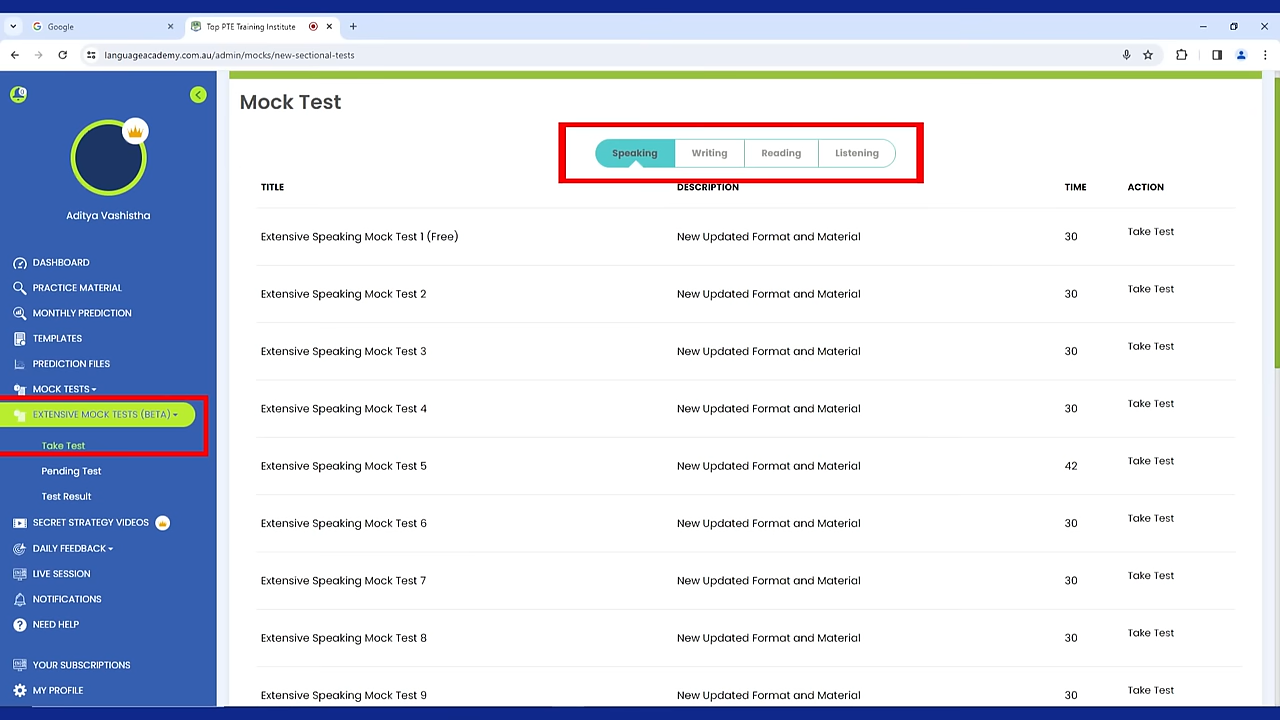 Google
Top PTE Training Institute
languageacademy.com.au/admin/mocks/new-sectional-tests
Aditya Vashistha
DASHBOARD
PRACTICE MATERIAL
MONTHLY PREDICTION
TEMPLATES
PREDICTION FILES
MOCK TESTS
EXTENSIVE MOCK TESTS (BETA)
Take Test
Pending Test
Test Result
SECRET STRATEGY VIDEOS
DAILY FEEDBACK
LIVE SESSION
NOTIFICATIONS
NEED HELP
YOUR SUBSCRIPTIONS
MY PROFILE
Mock Test
Speaking Writing Reading Listening
TITLE DESCRIPTION TIME ACTION
Extensive Speaking Mock Test 1 (Free) New Updated Format and Material 30 Take Test
Extensive Speaking Mock Test 2 New Updated Format and Material 30 Take Test
Extensive Speaking Mock Test 3 New Updated Format and Material 30 Take Test
Extensive Speaking Mock Test 4 New Updated Format and Material 30 Take Test
Extensive Speaking Mock Test 5 New Updated Format and Material 42 Take Test
Extensive Speaking Mock Test 6 New Updated Format and Material 30 Take Test
Extensive Speaking Mock Test 7 New Updated Format and Material 30 Take Test
Extensive Speaking Mock Test 8 New Updated Format and Material 30 Take Test
Extensive Speaking Mock Test 9 New Updated Format and Material 30 Take Test